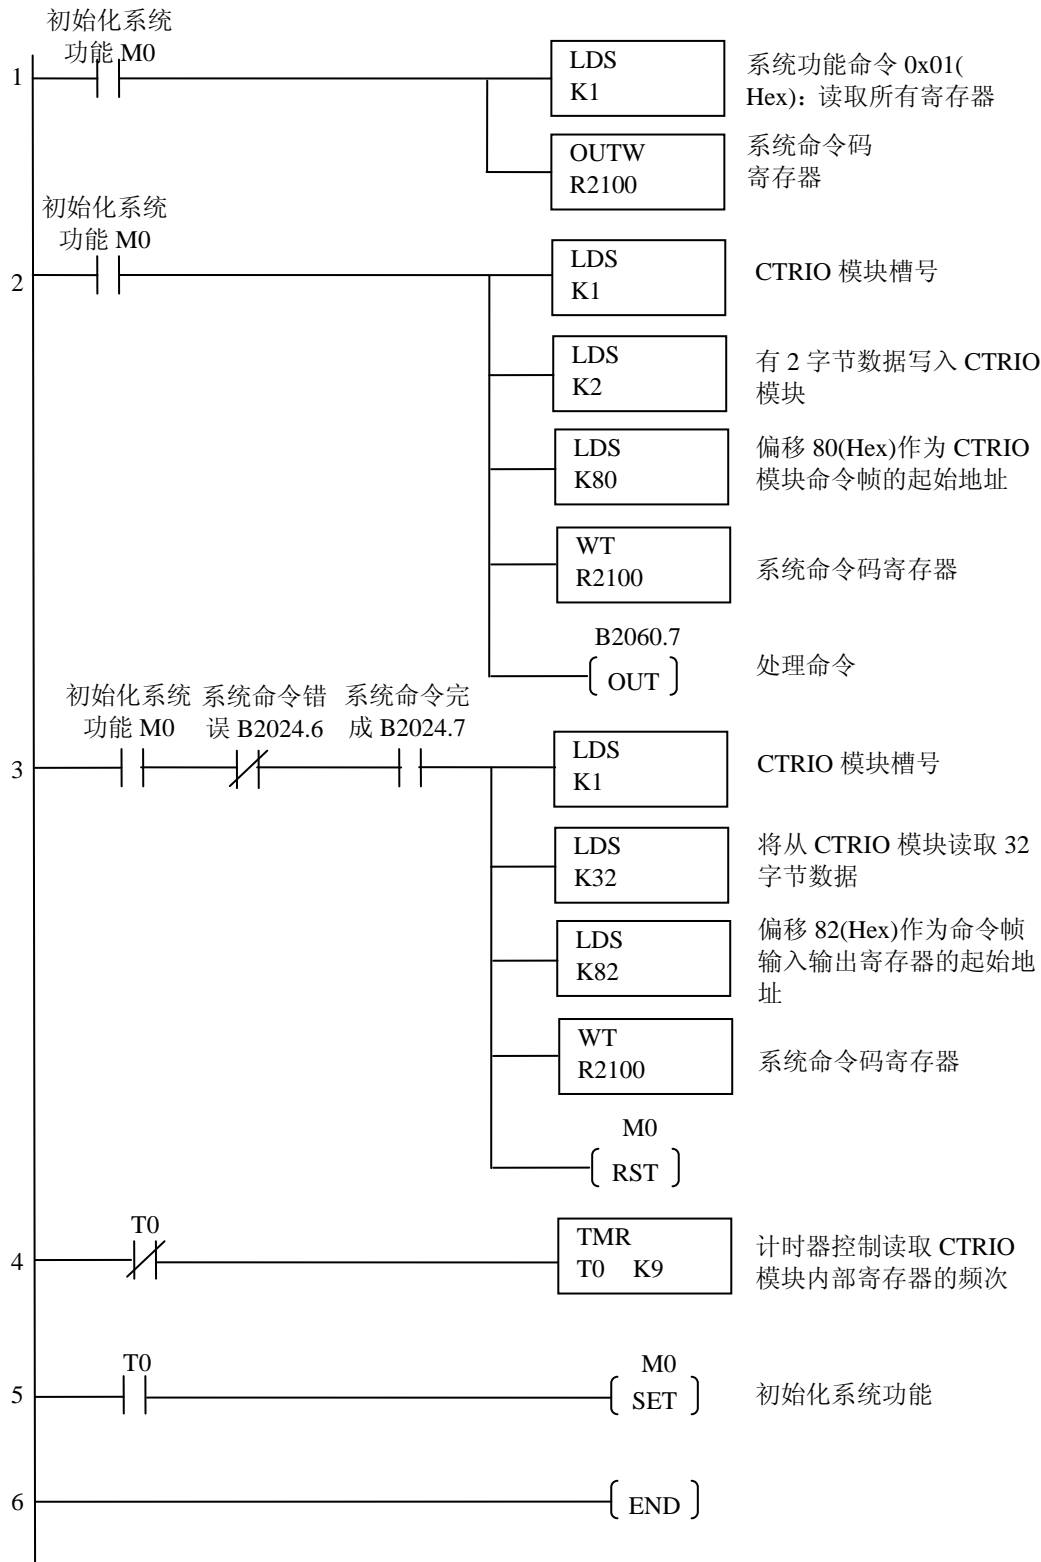 初始化系统
功能 M0
1
LDS
K1
系统功能命令 0x01(
Hex): 读取所有寄存器
OUTW
R2100
系统命令码
寄存器
初始化系统
功能 M0
2
LDS
K1
CTRIO 模块槽号
LDS
K2
有 2 字节数据写入 CTRIO
模块
LDS
K80
偏移 80(Hex)作为 CTRIO
模块命令帧的起始地址
WT
R2100
系统命令码寄存器
B2060.7
OUT
处理命令
初始化系统
功能 M0
系统命令错
误 B2024.6
系统命令完
成 B2024.7
3
LDS
K1
CTRIO 模块槽号
LDS
K32
将从 CTRIO 模块读取 32
字节数据
LDS
K82
偏移 82(Hex)作为命令帧
输入输出寄存器的起始地
址
WT
R2100
系统命令码寄存器
M0
RST
T0
4
TMR
T0 K9
计时器控制读取 CTRIO
模块内部寄存器的频次
T0
5
M0
SET
初始化系统功能
6
END